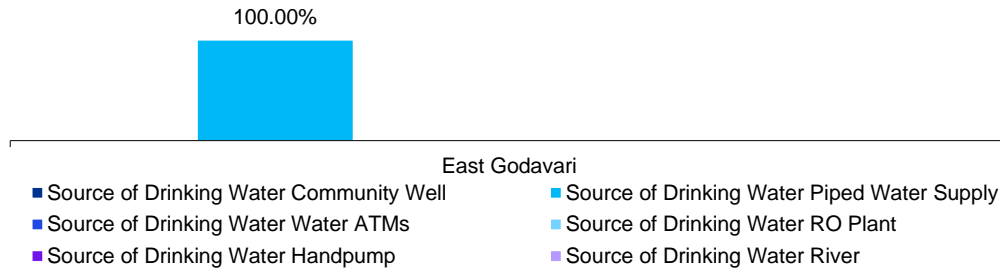 100.00%
East Godavari
Source of Drinking Water Community Well
Source of Drinking Water Piped Water Supply
Source of Drinking Water Water ATMs
Source of Drinking Water RO Plant
Source of Drinking Water Handpump
Source of Drinking Water River